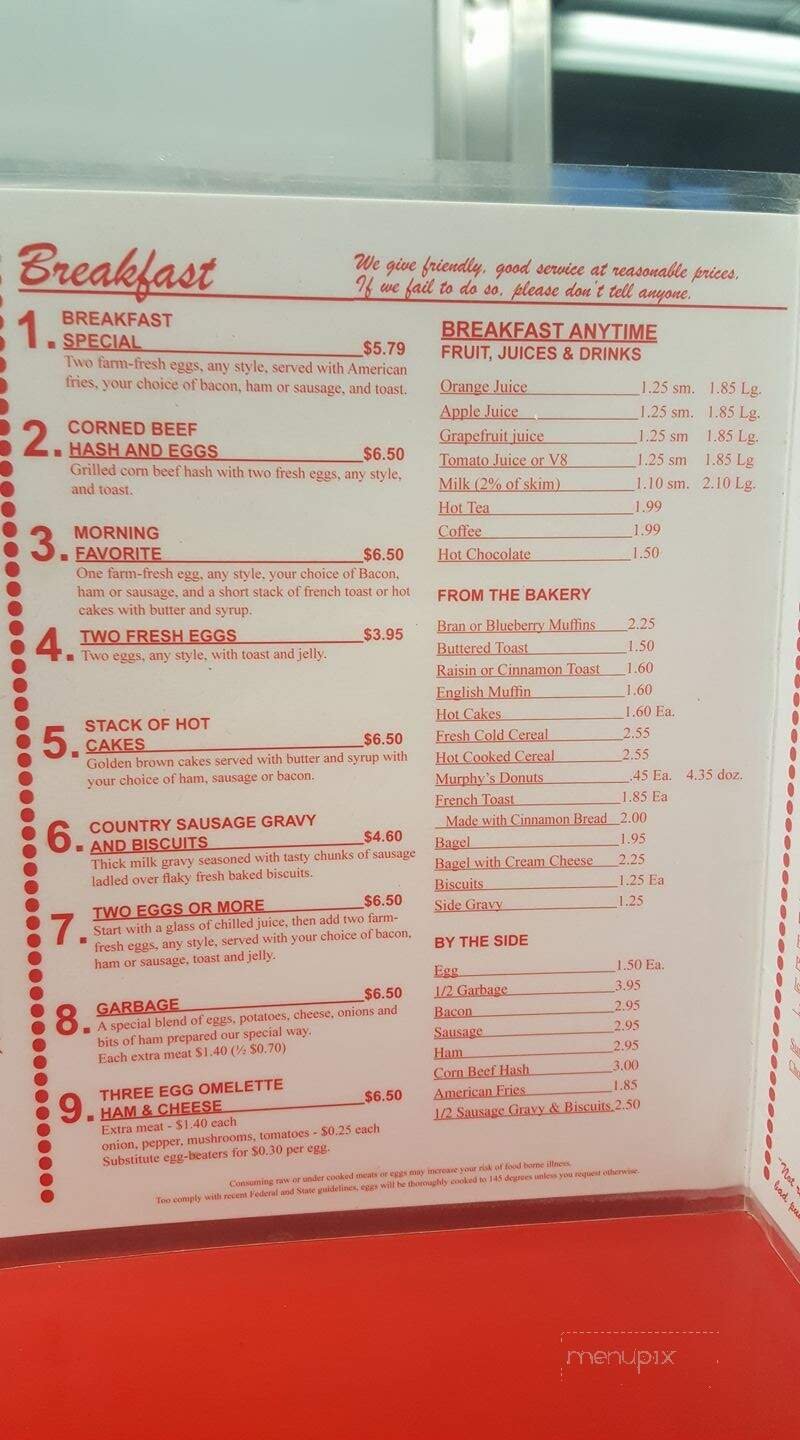 Breakfast
We give friendly, good service at reasonable prices.
If we fail to do so, please don't tell anyone.
1. BREAKFAST
SPECIAL $5.79
Two farm-fresh eggs, any style, served with American
fries, your choice of bacon, ham or sausage, and toast.
2. CORNED BEEF
HASH AND EGGS $6.50
Grilled corn beef hash with two fresh eggs, any style,
and toast.
3. MORNING
FAVORITE $6.50
One farm-fresh egg, any style, your choice of Bacon,
ham or sausage, and a short stack of french toast or hot
cakes with butter and syrup.
4. TWO FRESH EGGS $3.95
Two eggs, any style, with toast and jelly.
5. STACK OF HOT
CAKES $6.50
Golden brown cakes served with butter and syrup with
your choice of ham, sausage or bacon.
6. COUNTRY SAUSAGE GRAVY
AND BISCUITS $4.60
Thick milk gravy seasoned with tasty chunks of sausage
ladled over flaky fresh baked biscuits.
7. TWO EGGS OR MORE $6.50
Start with a glass of chilled juice, then add two farm-
fresh eggs, any style, served with your choice of bacon,
ham or sausage, toast and jelly.
8. GARBAGE $6.50
A special blend of eggs, potatoes, cheese, onions and
bits of ham prepared our special way.
Each extra meat $1.40 (½ $0.70)
9. THREE EGG OMELETTE
HAM & CHEESE $6.50
Extra meat - $1.40 each
onion, pepper, mushrooms, tomatoes - $0.25 each
Substitute egg-beaters for $0.30 per egg.
BREAKFAST ANYTIME
FRUIT, JUICES & DRINKS
Orange Juice 1.25 sm. 1.85 Lg.
Apple Juice 1.25 sm. 1.85 Lg.
Grapefruit juice 1.25 sm 1.85 Lg.
Tomato Juice or V8 1.25 sm 1.85 Lg
Milk (2% of skim) 1.10 sm. 2.10 Lg.
Hot Tea 1.99
Coffee 1.99
Hot Chocolate 1.50
FROM THE BAKERY
Bran or Blueberry Muffins 2.25
Buttered Toast 1.50
Raisin or Cinnamon Toast 1.60
English Muffin 1.60
Hot Cakes 1.60 Ea.
Fresh Cold Cereal 2.55
Hot Cooked Cereal 2.55
Murphy's Donuts .45 Ea. 4.35 doz.
French Toast 1.85 Ea
Made with Cinnamon Bread 2.00
Bagel 1.95
Bagel with Cream Cheese 2.25
Biscuits 1.25 Ea
Side Gravy 1.25
BY THE SIDE
Egg 1.50 Ea.
1/2 Garbage 3.95
Bacon 2.95
Sausage 2.95
Ham 2.95
Corn Beef Hash 3.00
American Fries 1.85
1/2 Sausage Gravy & Biscuits 2.50
Consuming raw or under cooked meats or eggs may increase your risk of food borne illness.
Too comply with recent Federal and State guidelines, eggs will be thoroughly cooked to 145 degrees unless you request otherwise.
menupix